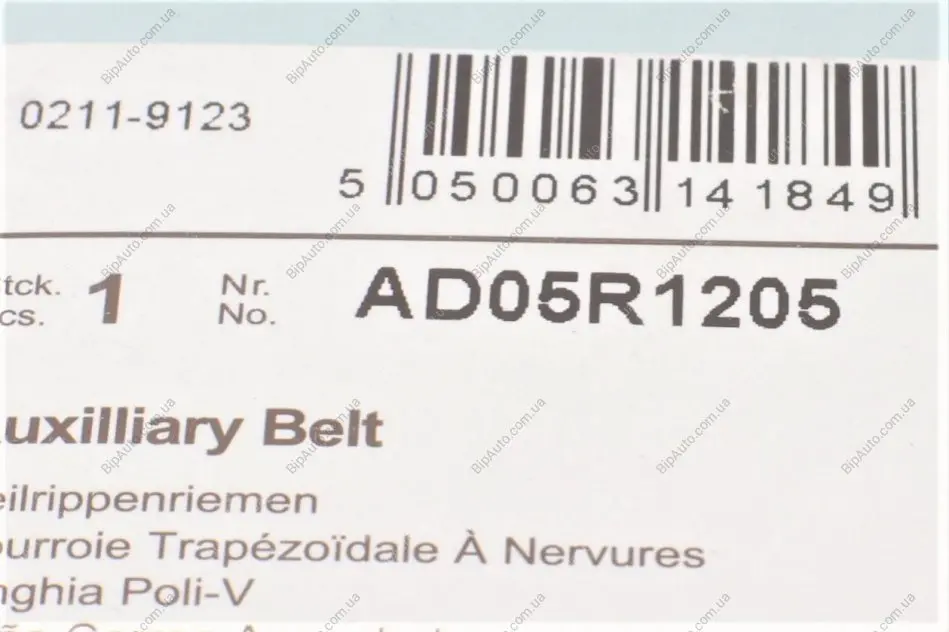 0211-9123
5 050063 141849
tck. 1 Nr. AD05R1205
cs. No.
uxilliary Belt
eilrippenriemen
ourroie Trapézoïdale À Nervures
nghia Poli-V
BipAuto.com.ua